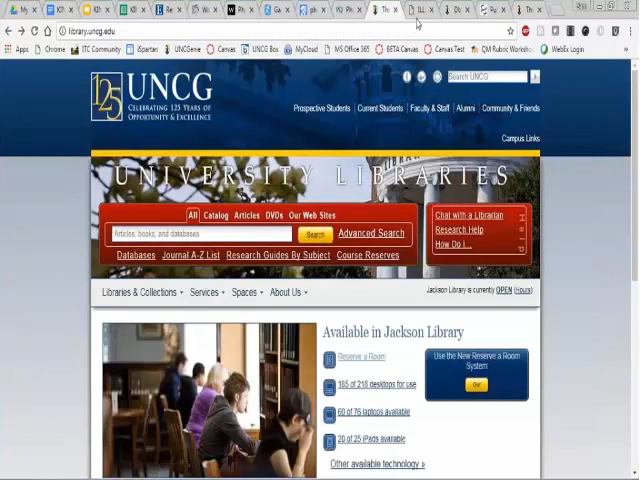 library.uncg.edu
Apps
Charger
ITC Community
iSpartan
UNCGenie
Canvas
UNCG Box
MyCloud
MS Office 365
BETA Canvas
Canvas Test
QM Rubric Worksho
WebEx Login
125
UNCG
CELEBRATING 125 YEARS OF
OPPORTUNITY & EXCELLENCE
Search UNCG
Prospective Students
Current Students
Faculty & Staff
Alumni
Community & Friends
Campus Links
UNIVERSITY LIBRARIES
All
Catalog
Articles
DVDs
Our Web Sites
Articles, books, and databases
Search
Advanced Search
Databases
Journal A-Z List
Research Guides By Subject
Course Reserves
Chat with a Librarian
Research Help
How Do I...
Help
Libraries & Collections
Services
Spaces
About Us
Jackson Library is currently OPEN (Hours)
Available in Jackson Library
Reserve a Room
185 of 218 desktops for use
60 of 76 laptops available
20 of 25 iPads available
Other available technology »
Use the New Reserve a Room
System
Go!